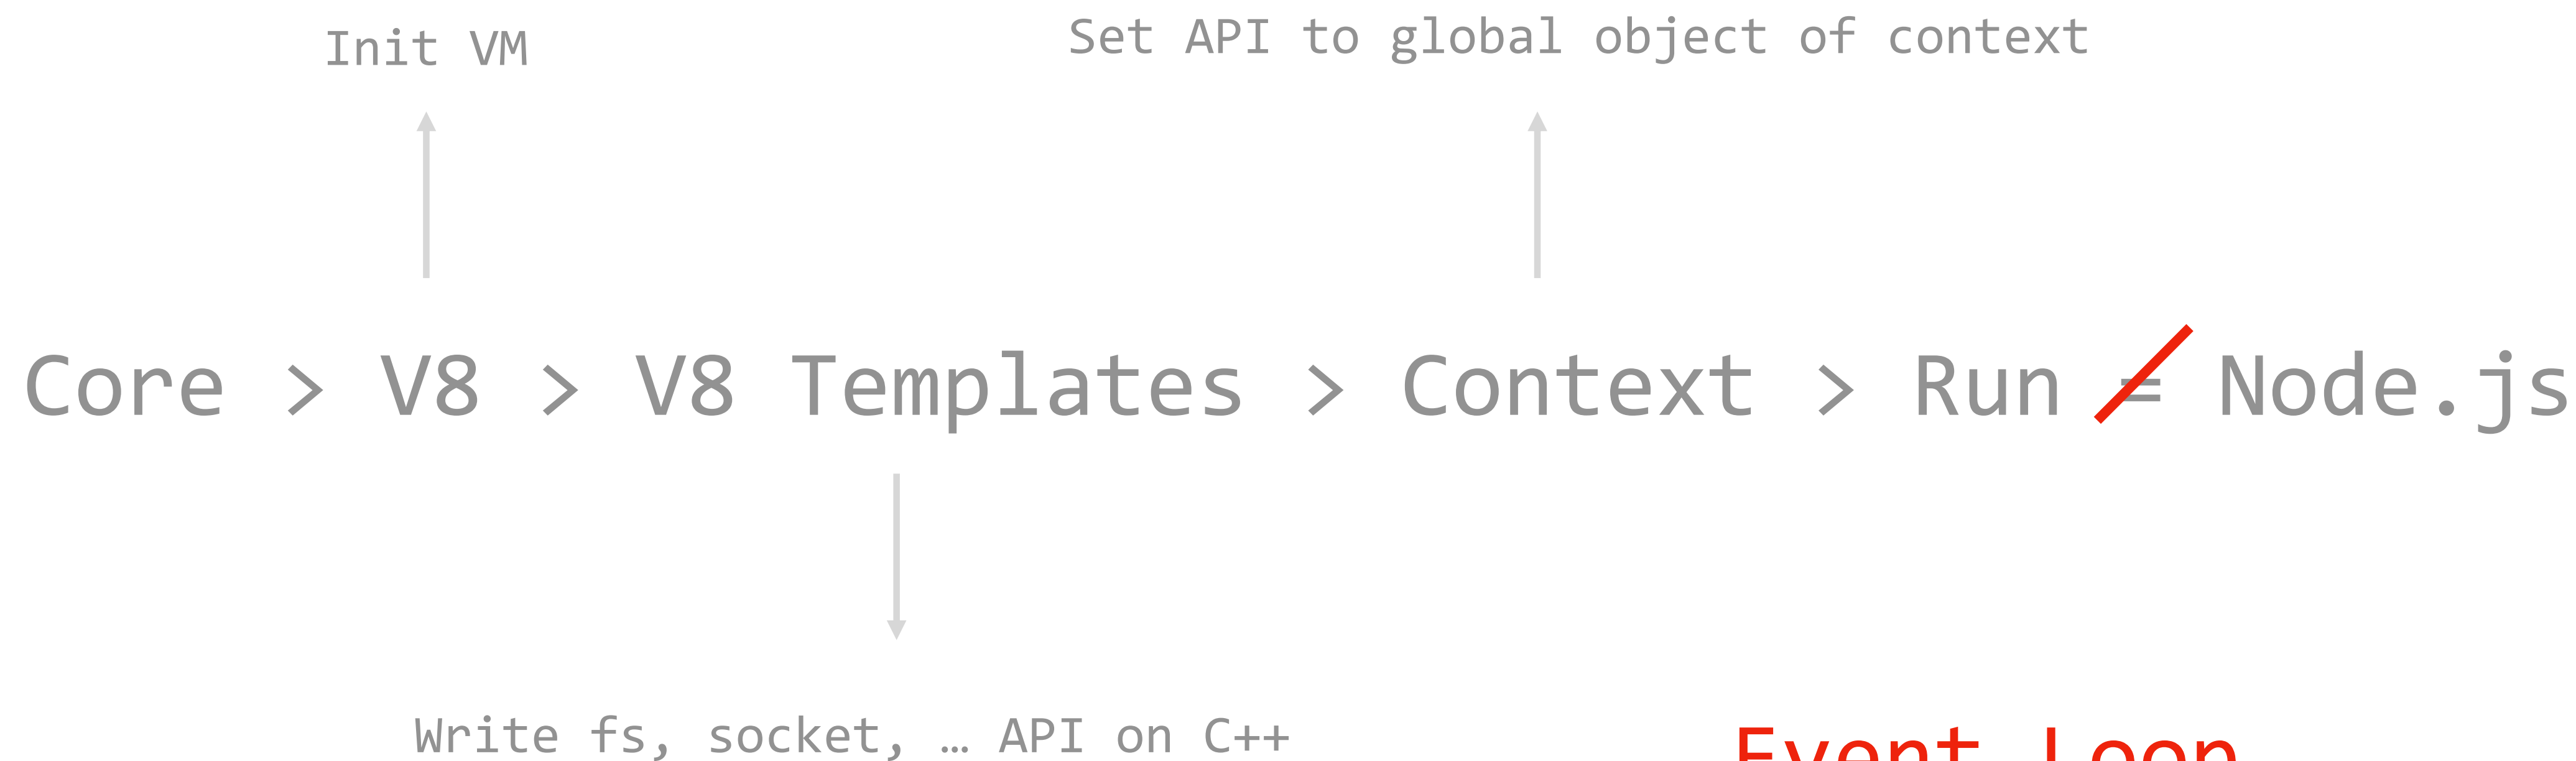 Init VM
Set API to global object of context
Core > V8 > V8 Templates > Context > Run = Node.js
Write fs, socket, … API on C++
Event Loop